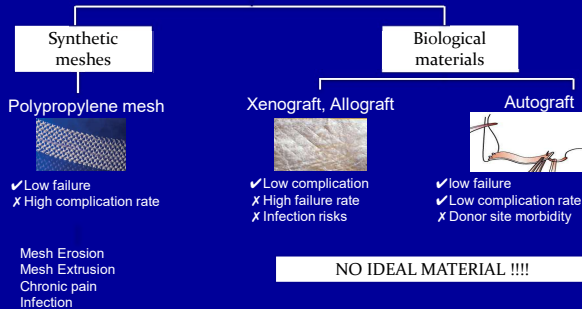 Synthetic
meshes
Biological
materials
Polypropylene mesh
Xenograft, Allograft
Autograft
✓Low failure
✗ High complication rate
✓Low complication
✗ High failure rate
✗ Infection risks
✓low failure
✓Low complication rate
✗ Donor site morbidity
Mesh Erosion
Mesh Extrusion
Chronic pain
Infection
NO IDEAL MATERIAL !!!!